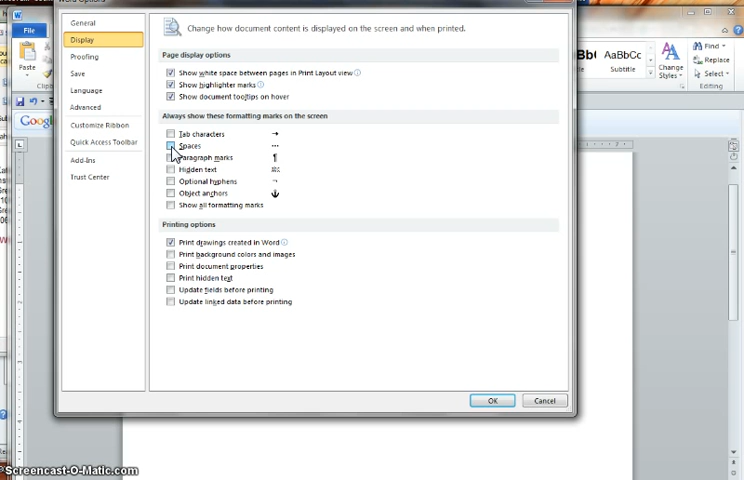 Word Options
File
Paste
General
Display
Proofing
Save
Language
Advanced
Customize Ribbon
Quick Access Toolbar
Add-Ins
Trust Center
Change how document content is displayed on the screen and when printed.
Page display options
Show white space between pages in Print Layout view
Show highlighter marks
Show document tooltips on hover
Always show these formatting marks on the screen
Tab characters →
Spaces ...
Paragraph marks ¶
Hidden text
Optional hyphens ¬
Object anchors
Show all formatting marks
Printing options
Print drawings created in Word
Print background colors and images
Print document properties
Print hidden text
Update fields before printing
Update linked data before printing
OK
Cancel
AaBbCc
Subtitle
Change
Styles
Find
Replace
Select
Editing
Screencast-O-Matic.com